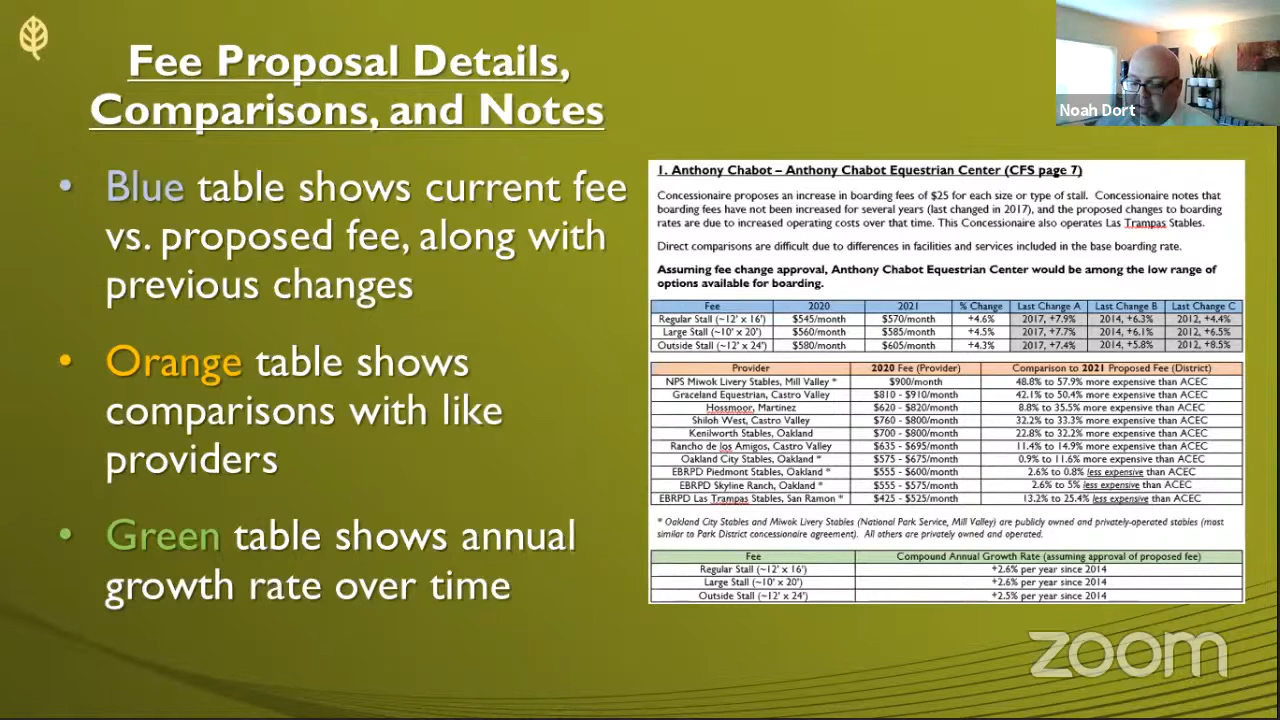 Fee Proposal Details,
Comparisons, and Notes
• Blue table shows current fee
vs. proposed fee, along with
previous changes
• Orange table shows
comparisons with like
providers
• Green table shows annual
growth rate over time
Noah Dort
1. Anthony Chabot – Anthony Chabot Equestrian Center (CFS page 7)
Concessionaire proposes an increase in boarding fees of $25 for each size or type of stall. Concessionaire notes that
boarding fees have not been increased for several years (last changed in 2017), and the proposed changes to boarding
rates are due to increased operating costs over that time. This Concessionaire also operates Las Trampas Stables.
Direct comparisons are difficult due to differences in facilities and services included in the base boarding rate.
Assuming fee change approval, Anthony Chabot Equestrian Center would be among the low range of
options available for boarding.
Fee 2020 2021 % Change Last Change A Last Change B Last Change C
Regular Stall (~12' x 16') $545/month $570/month +4.6% 2017, +7.9% 2014, +6.3% 2012, +4.4%
Large Stall (~10' x 20') $560/month $585/month +4.5% 2017, +7.7% 2014, +6.1% 2012, +6.5%
Outside Stall (~12' x 24') $580/month $605/month +4.3% 2017, +7.4% 2014, +5.8% 2012, +8.5%
Provider 2020 Fee (Provider) Comparison to 2021 Proposed Fee (District)
NPS Miwok Livery Stables, Mill Valley * $900/month 48.8% to 57.9% more expensive than ACEC
Graceland Equestrian, Castro Valley $810 - $910/month 42.1% to 50.4% more expensive than ACEC
Hossmoor, Martinez $620 - $820/month 8.8% to 35.5% more expensive than ACEC
Shiloh West, Castro Valley $760 - $800/month 32.2% to 33.3% more expensive than ACEC
Kenilworth Stables, Oakland $700 - $800/month 22.8% to 32.2% more expensive than ACEC
Rancho de los Amigos, Castro Valley $635 - $695/month 11.4% to 14.9% more expensive than ACEC
Oakland City Stables, Oakland * $575 - $675/month 0.9% to 11.6% more expensive than ACEC
EBRPD Piedmont Stables, Oakland * $555 - $600/month 2.6% to 0.8% less expensive than ACEC
EBRPD Skyline Ranch, Oakland * $555 - $575/month 2.6% to 5% less expensive than ACEC
EBRPD Las Trampas Stables, San Ramon * $425 - $525/month 13.2% to 25.4% less expensive than ACEC
* Oakland City Stables and Miwok Livery Stables (National Park Service, Mill Valley) are publicly owned and privately-operated stables (most
similar to Park District concessionaire agreement). All others are privately owned and operated.
Fee Compound Annual Growth Rate (assuming approval of proposed fee)
Regular Stall (~12' x 16') +2.6% per year since 2014
Large Stall (~10' x 20') +2.6% per year since 2014
Outside Stall (~12' x 24') +2.5% per year since 2014
zoom